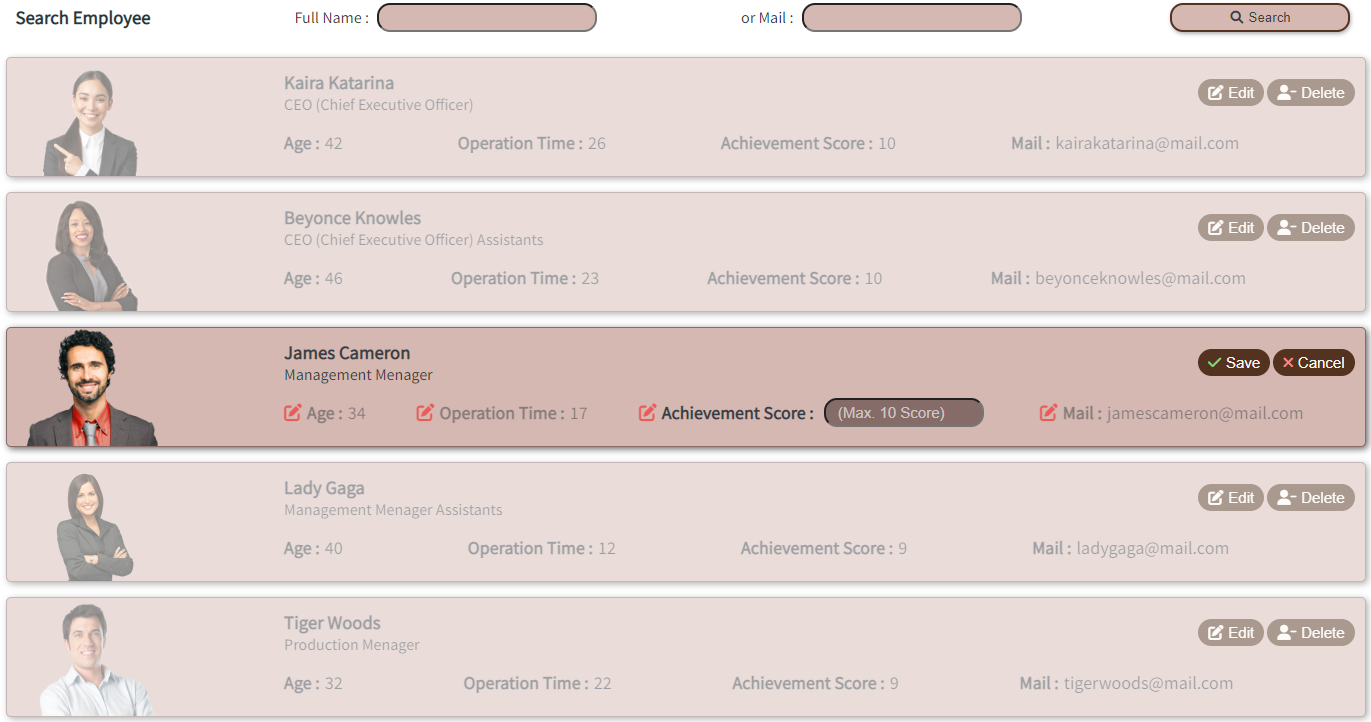 Search Employee Full Name : or Mail : Search
Kaira Katarina
CEO (Chief Executive Officer)
Edit Delete
Age : 42 Operation Time : 26 Achievement Score : 10 Mail : kairakatarina@mail.com
Beyonce Knowles
CEO (Chief Executive Officer) Assistants
Edit Delete
Age : 46 Operation Time : 23 Achievement Score : 10 Mail : beyonceknowles@mail.com
James Cameron
Management Menager
Save Cancel
Age : 34 Operation Time : 17 Achievement Score : (Max. 10 Score) Mail : jamescameron@mail.com
Lady Gaga
Management Menager Assistants
Edit Delete
Age : 40 Operation Time : 12 Achievement Score : 9 Mail : ladygaga@mail.com
Tiger Woods
Production Menager
Edit Delete
Age : 32 Operation Time : 22 Achievement Score : 9 Mail : tigerwoods@mail.com